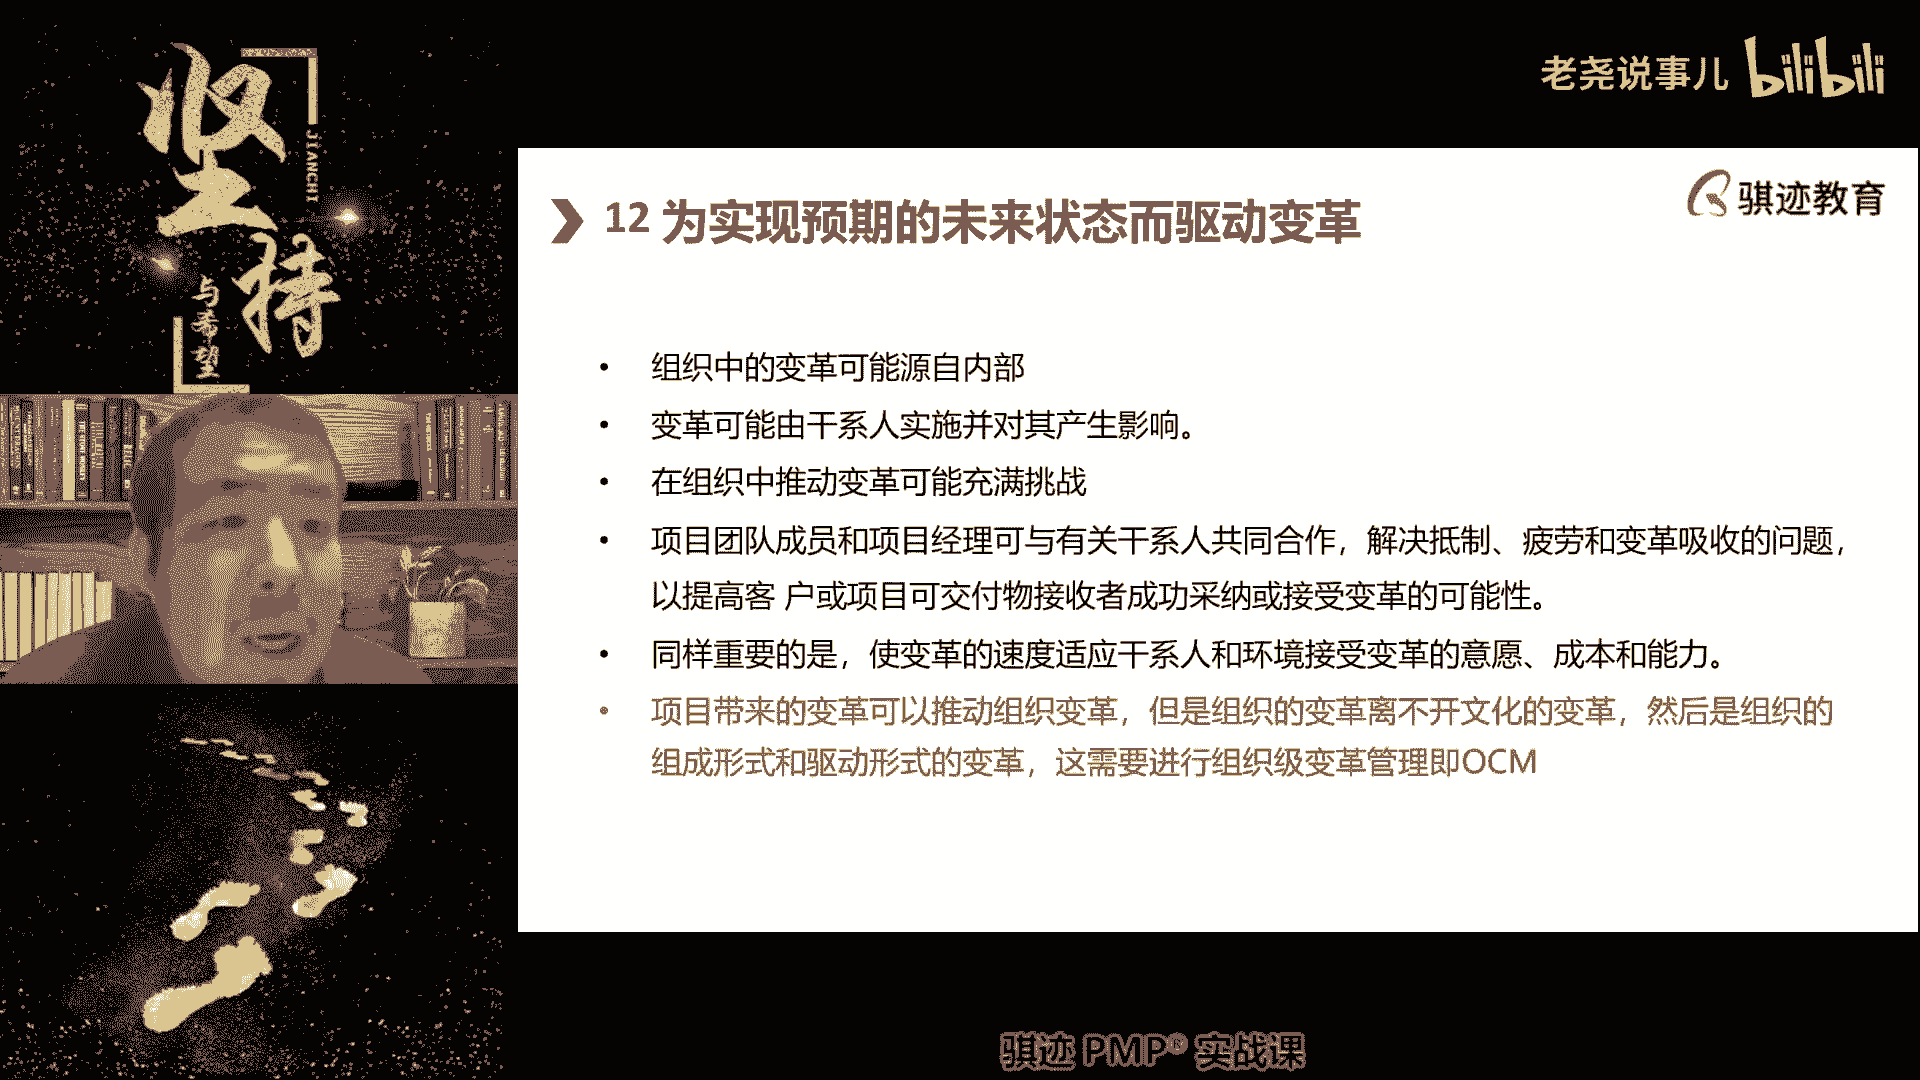 坚持
JIANCHI
与希望
老尧说事儿 bilibili
骐迹教育
12 为实现预期的未来状态而驱动变革
• 组织中的变革可能源自内部
• 变革可能由干系人实施并对其产生影响。
• 在组织中推动变革可能充满挑战
• 项目团队成员和项目经理可与有关干系人共同合作，解决抵制、疲劳和变革吸收的问题，
以提高客 户或项目可交付物接收者成功采纳或接受变革的可能性。
• 同样重要的是，使变革的速度适应干系人和环境接受变革的意愿、成本和能力。
• 项目带来的变革可以推动组织变革，但是组织的变革离不开文化的变革，然后是组织的
组成形式和驱动形式的变革，这需要进行组织级变革管理即OCM
骐迹 PMP® 实战课